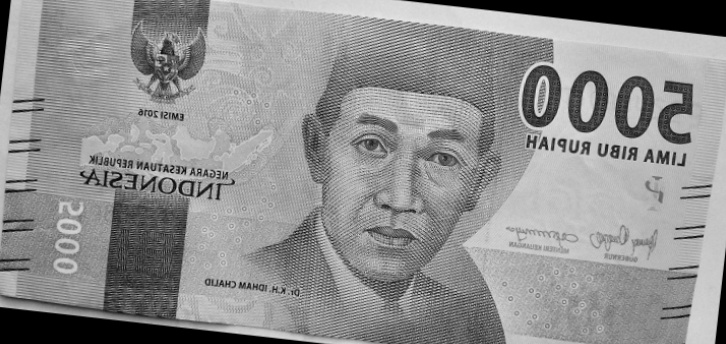 EMISI 2016
NEGARA KESATUAN REPUBLIK
INDONESIA
5000
LIMA RIBU RUPIAH
GUBERNUR
MENTERI KEUANGAN
Dr. K.H. IDHAM CHALID
5000